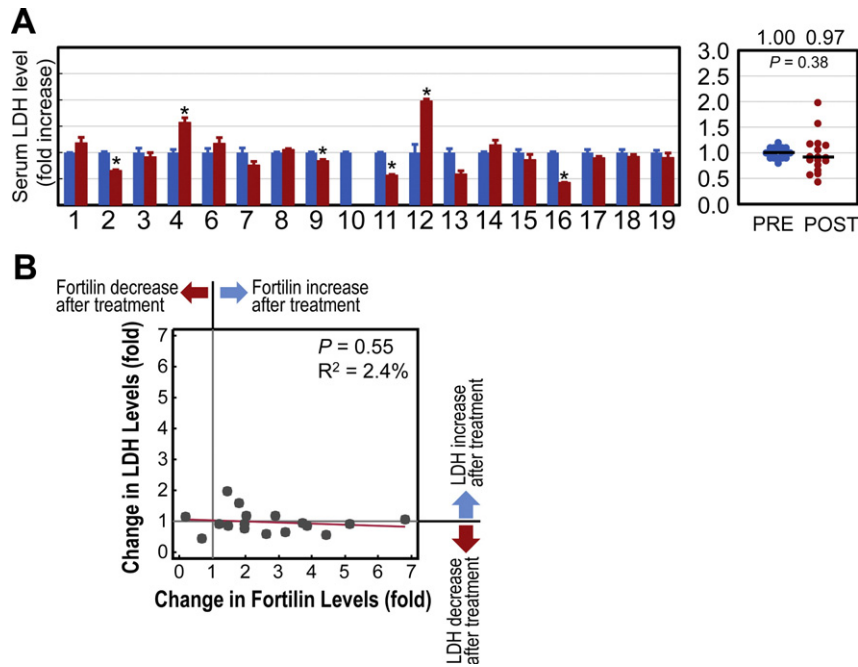 A
Serum LDH level
(fold increase)
* * * * * *
1 2 3 4 6 7 8 9 10 11 12 13 14 15 16 17 18 19
1.00 0.97
P = 0.38
3.0
2.5
2.0
1.5
1.0
0.5
0.0
PRE POST
B
Fortilin decrease
after treatment
Fortilin increase
after treatment
P = 0.55
R² = 2.4%
Change in LDH Levels (fold)
7
6
5
4
3
2
1
0
0 1 2 3 4 5 6 7
Change in Fortilin Levels (fold)
LDH increase
after treatment
LDH decrease
after treatment